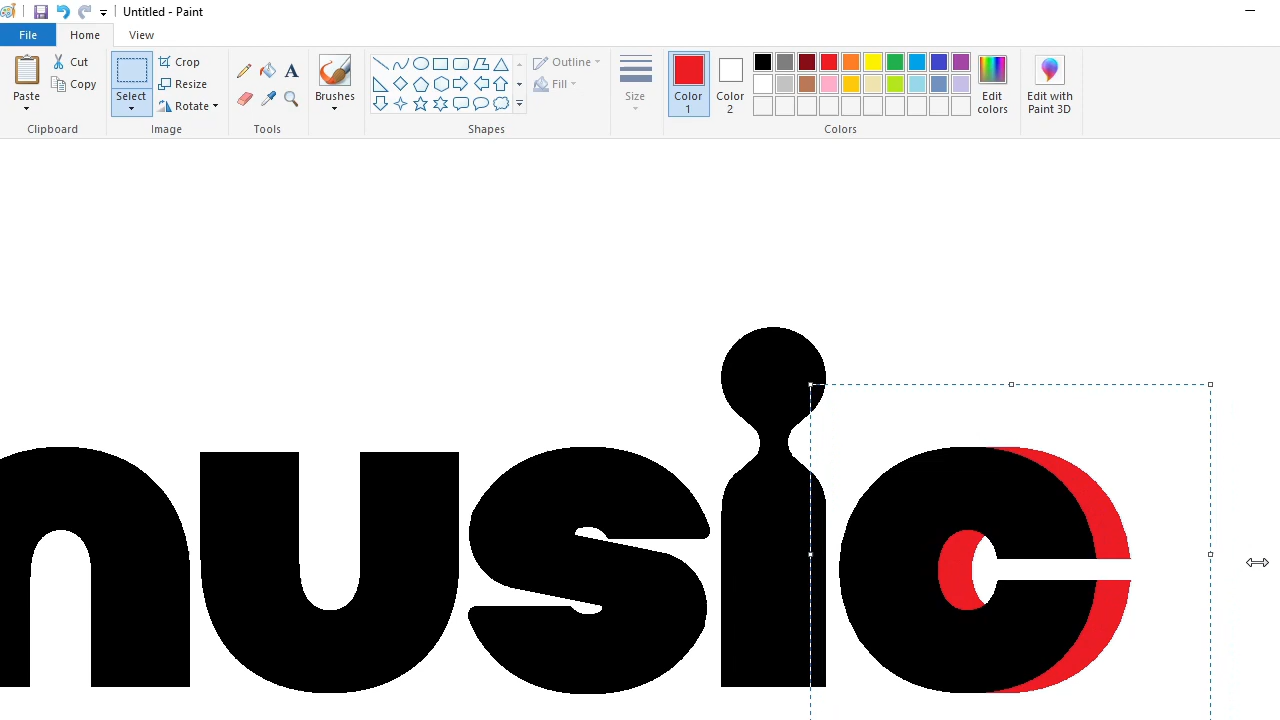 Untitled - Paint
File Home View
Paste Cut Copy Clipboard
Select Crop Resize Rotate Image
A Tools
Brushes
Shapes Outline Fill
Size
Color 1 Color 2 Edit colors Colors
Edit with Paint 3D
music